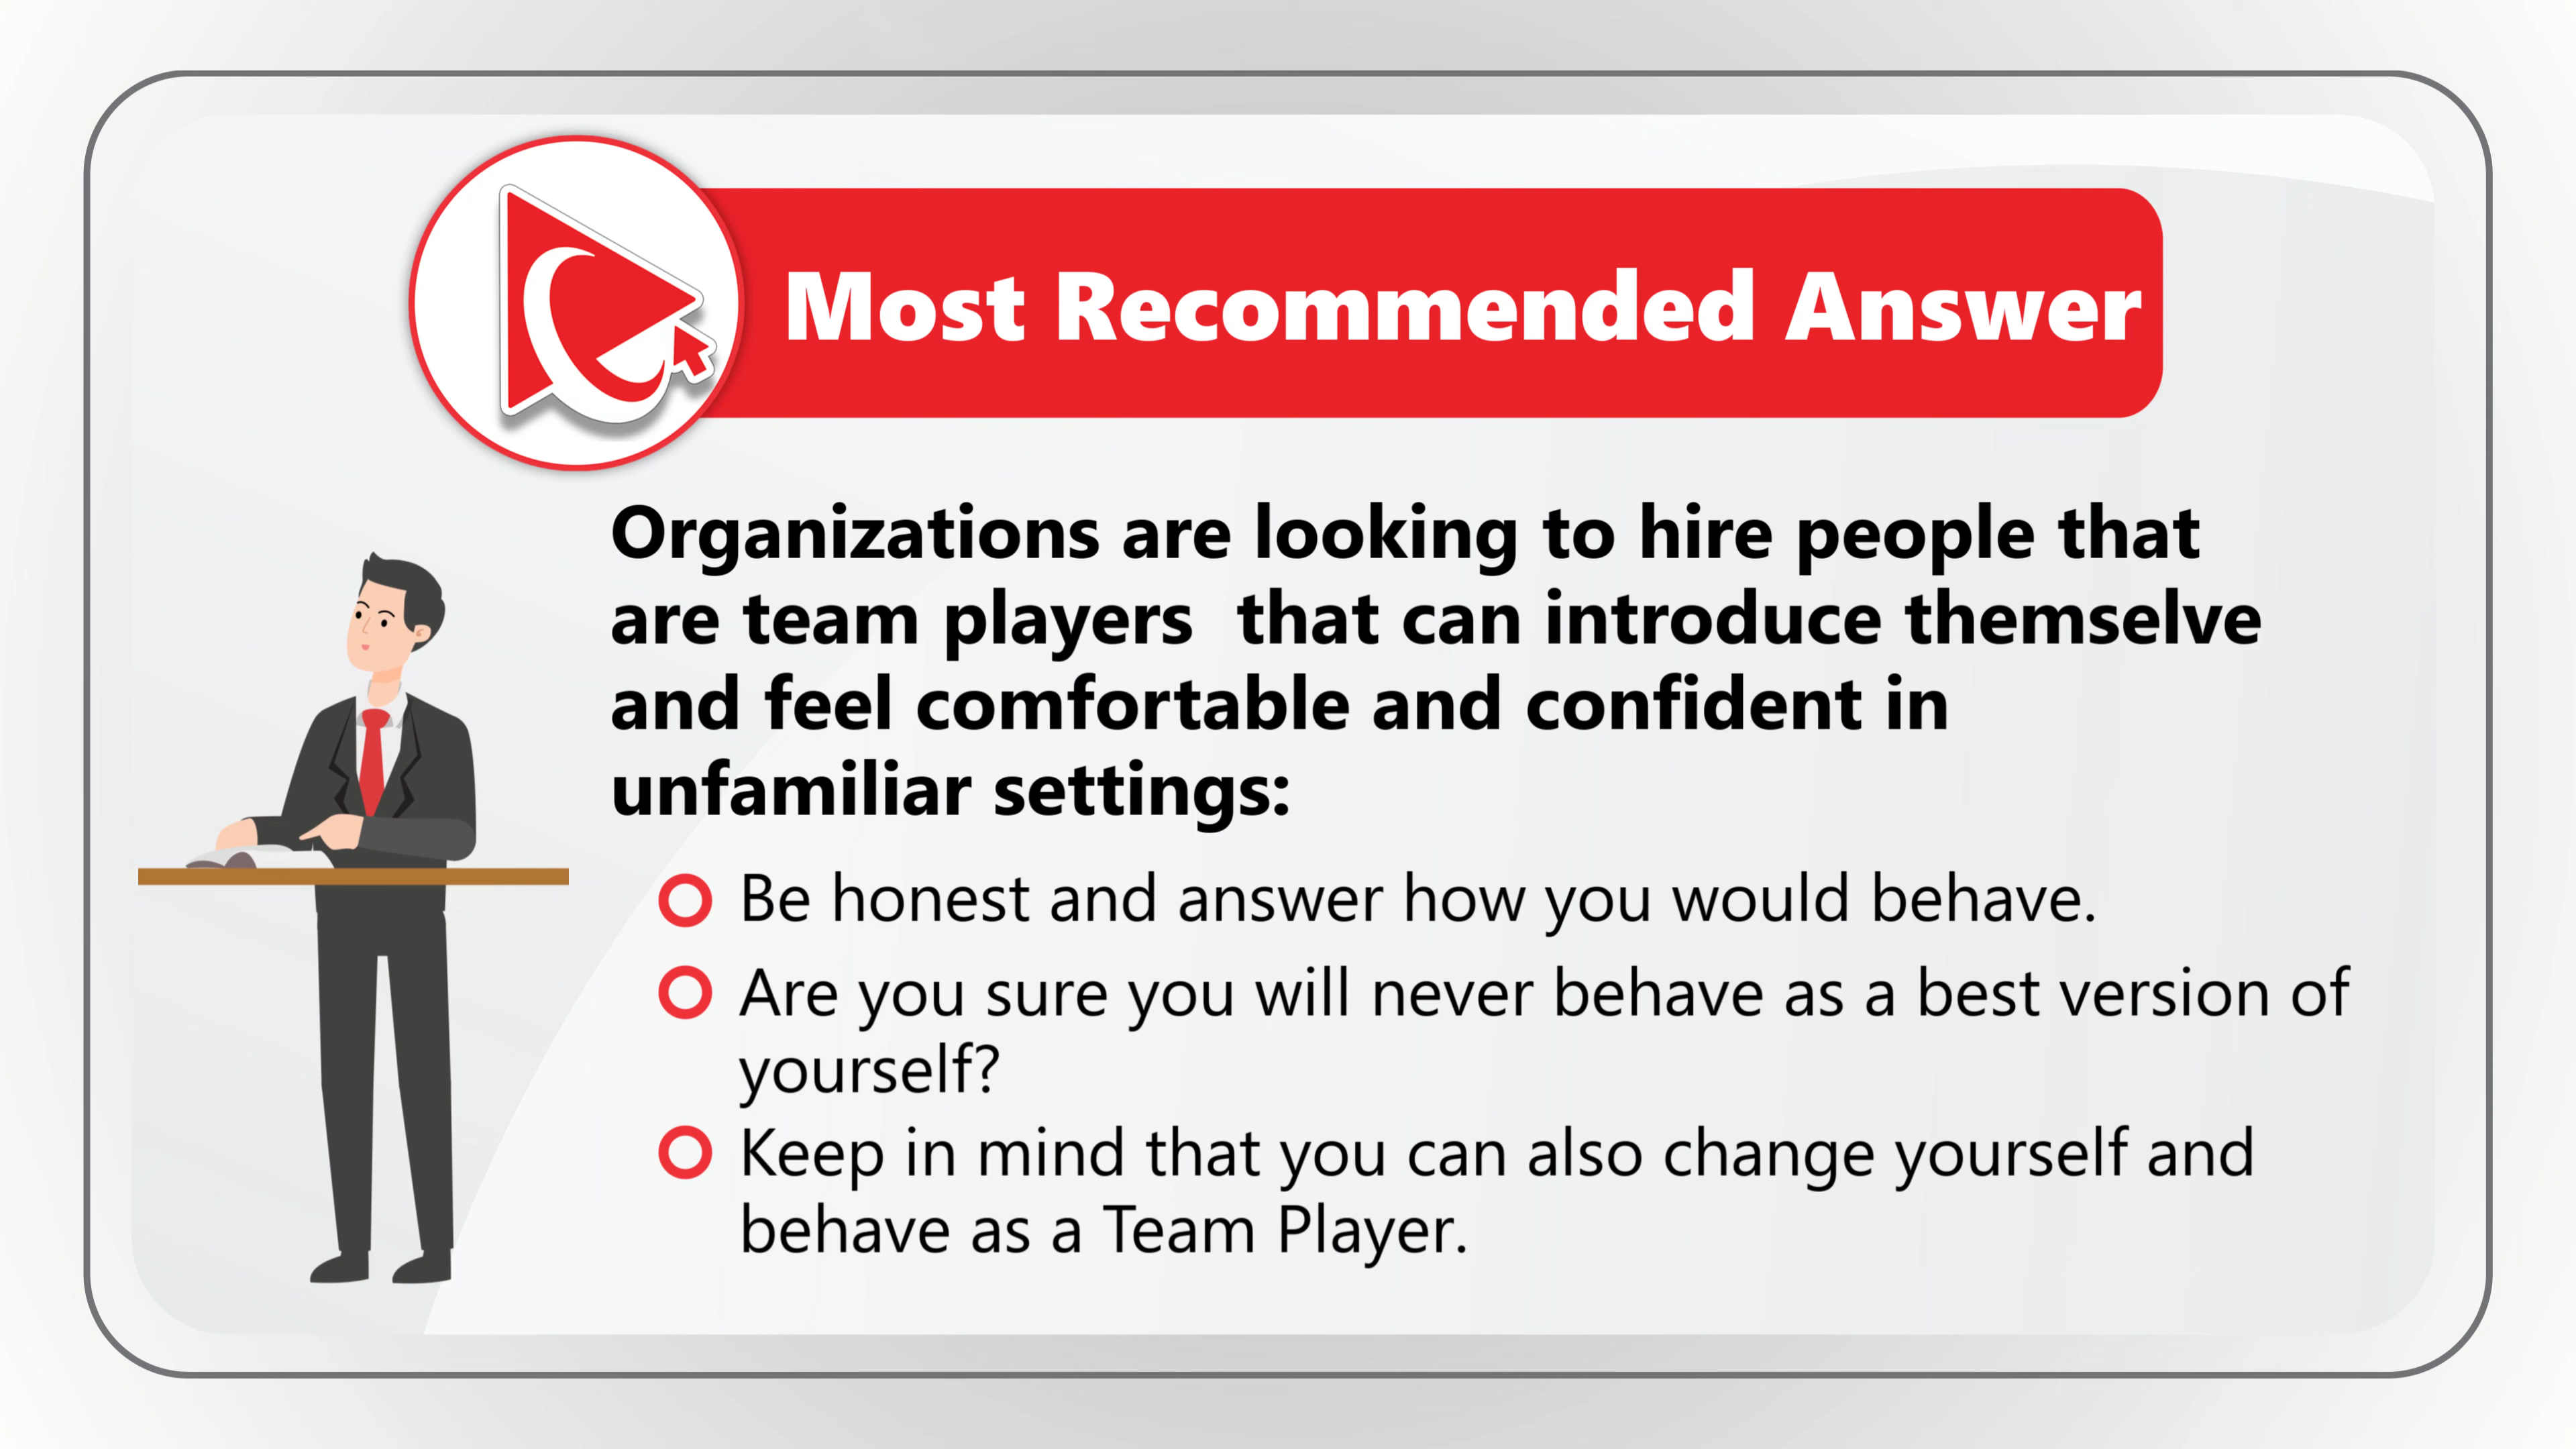 Most Recommended Answer
Organizations are looking to hire people that
are team players  that can introduce themselve
and feel comfortable and confident in
unfamiliar settings:
Be honest and answer how you would behave.
Are you sure you will never behave as a best version of
yourself?
Keep in mind that you can also change yourself and
behave as a Team Player.